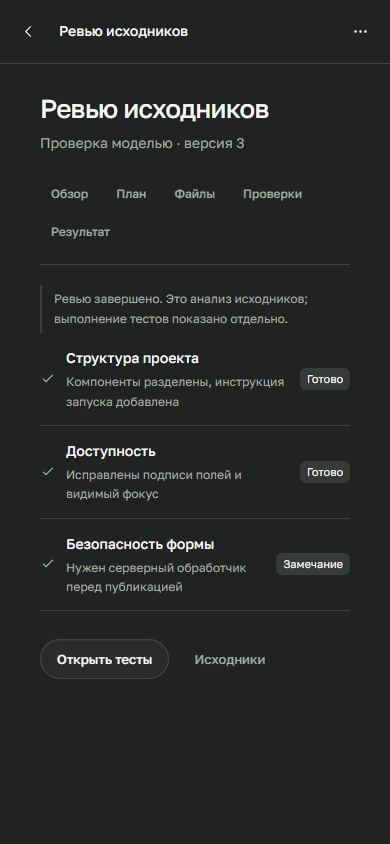 Ревью исходников
Ревью исходников
Проверка моделью · версия 3
Обзор План Файлы Проверки
Результат
Ревью завершено. Это анализ исходников;
выполнение тестов показано отдельно.
Структура проекта
Компоненты разделены, инструкция
запуска добавлена
Готово
Доступность
Исправлены подписи полей и
видимый фокус
Готово
Безопасность формы
Нужен серверный обработчик
перед публикацией
Замечание
Открыть тесты Исходники